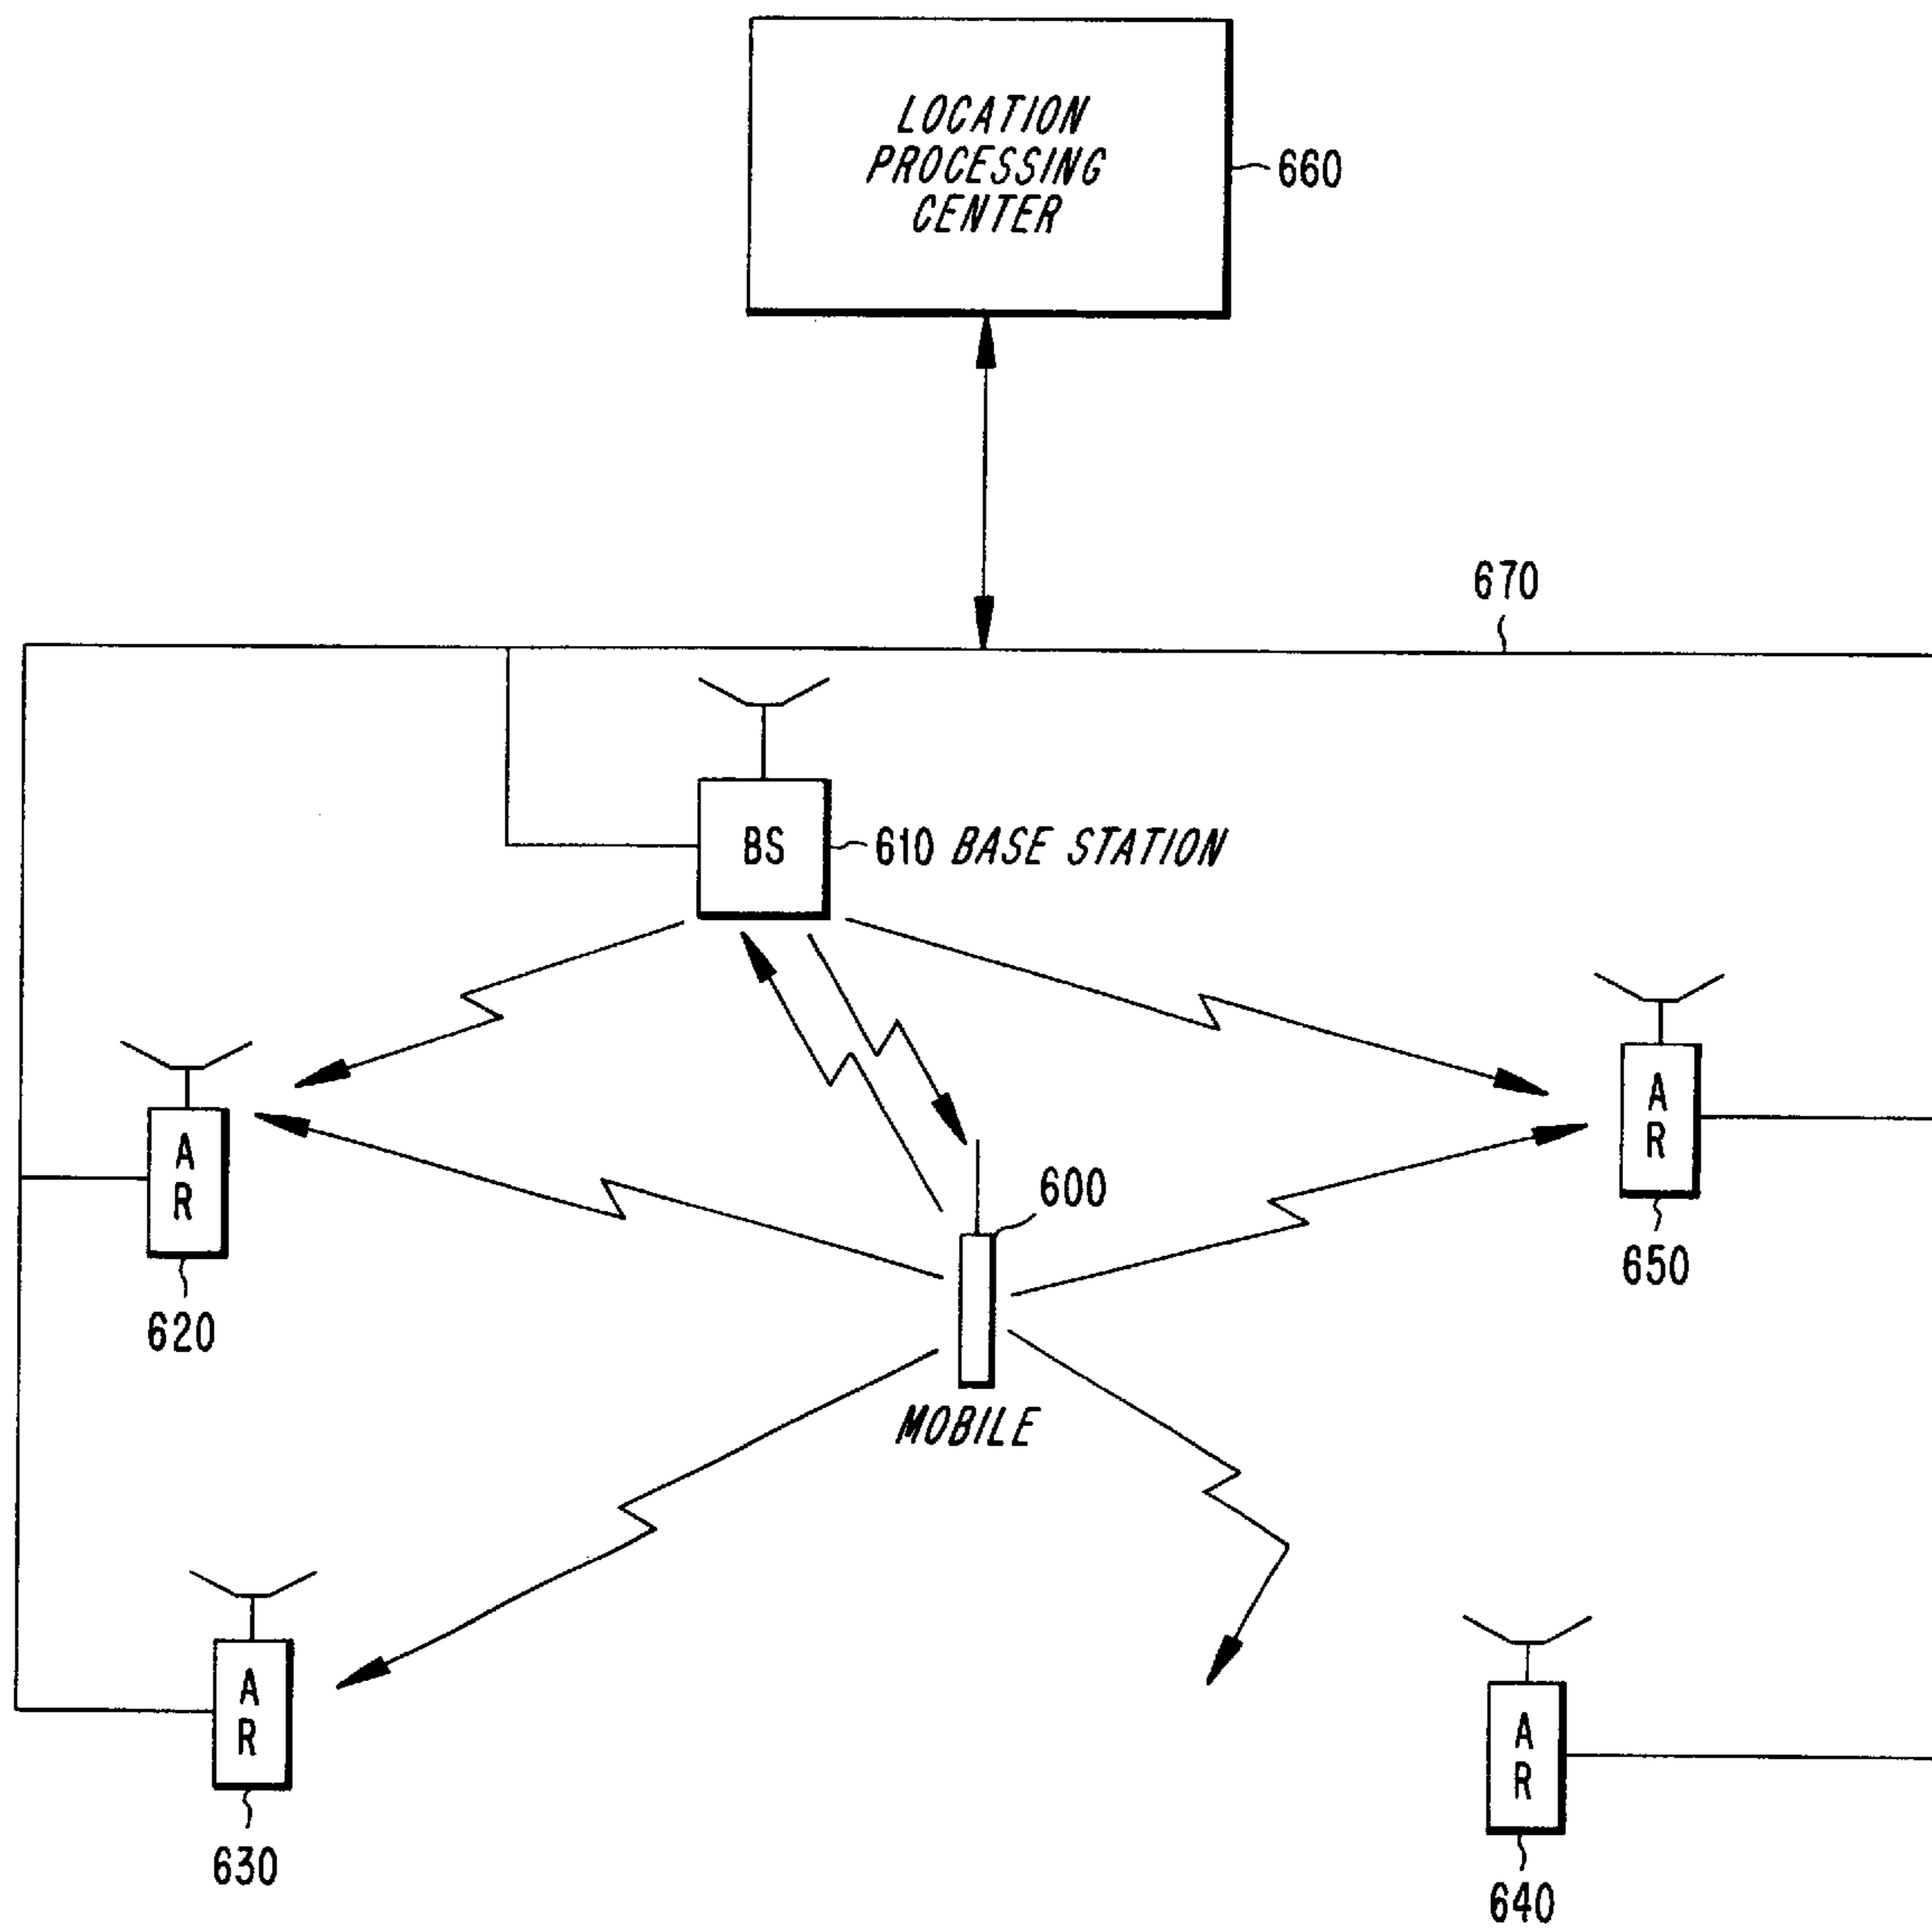 LOCATION
PROCESSING
CENTER
660
670
BS
610 BASE STATION
A
R
650
A
R
620
600
MOBILE
A
R
630
A
R
640